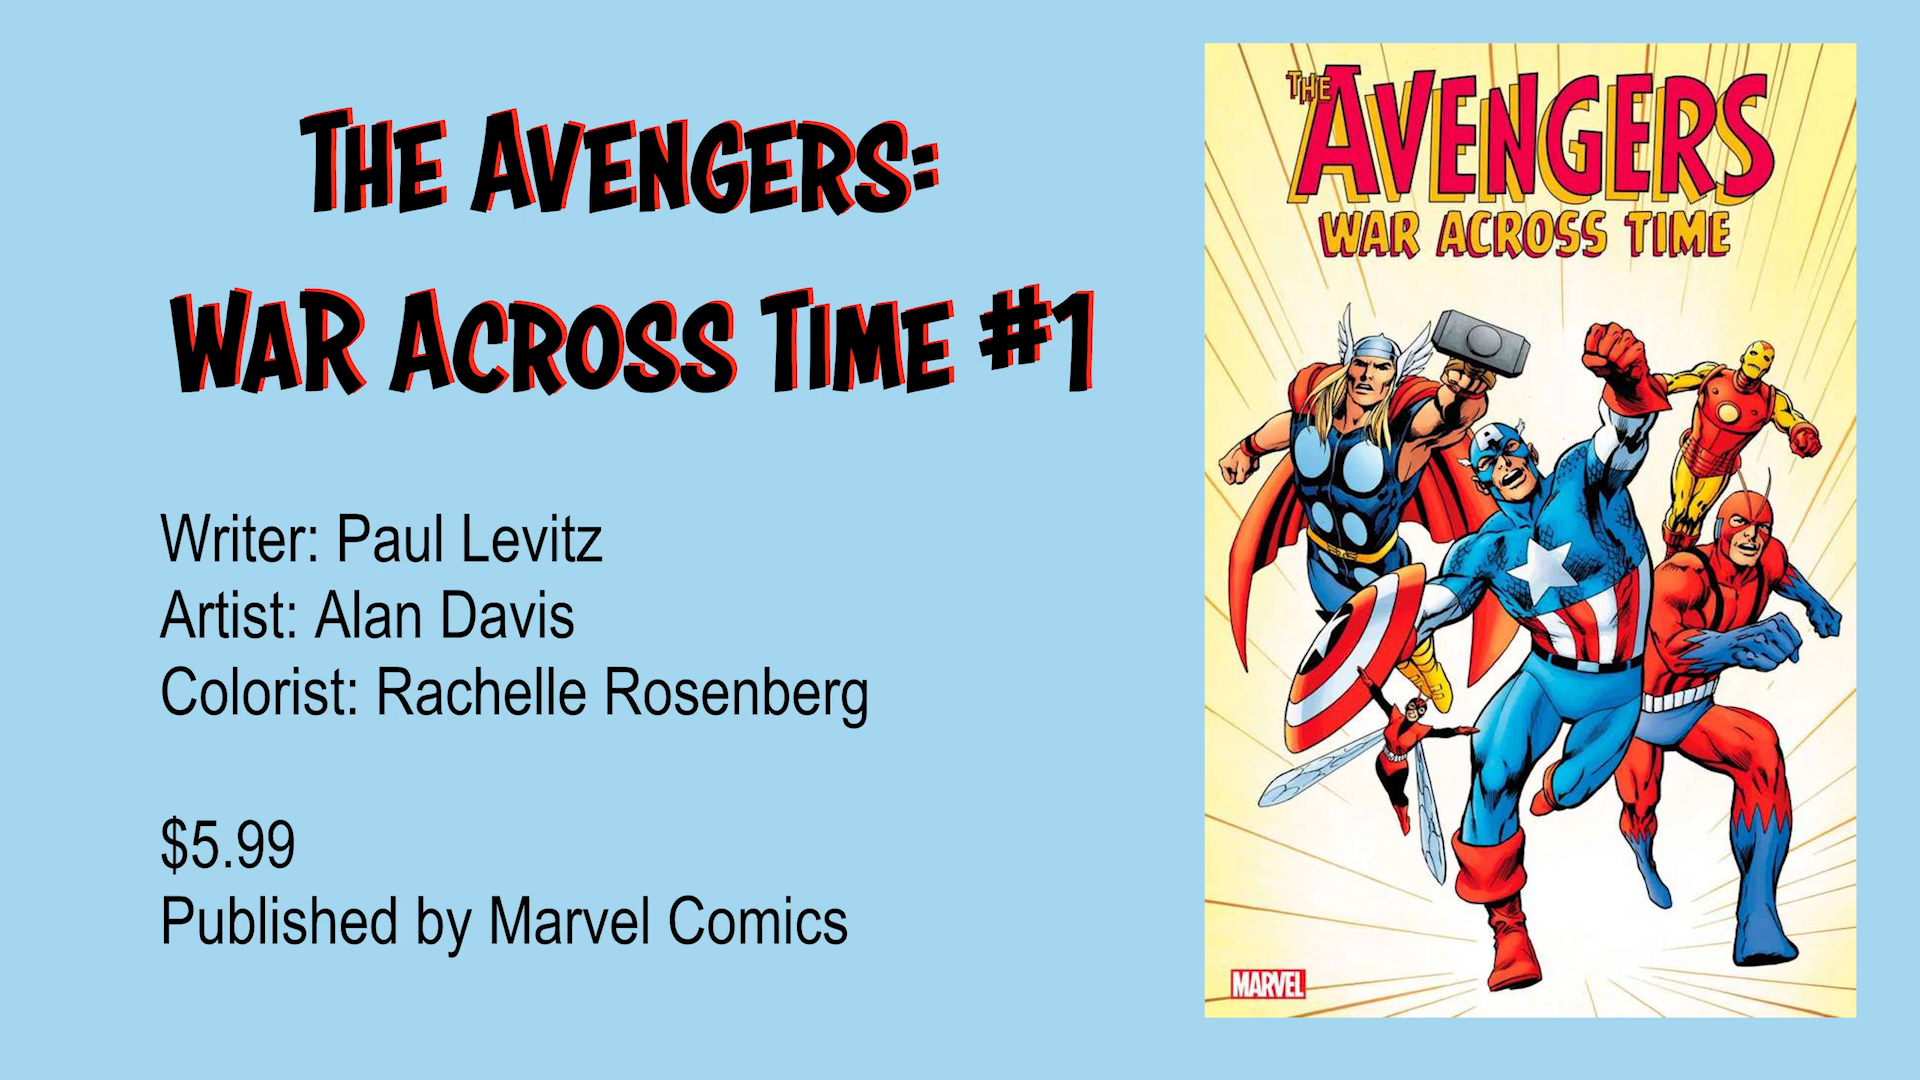 The Avengers:
War Across Time #1
Writer: Paul Levitz
Artist: Alan Davis
Colorist: Rachelle Rosenberg
$5.99
Published by Marvel Comics
THE AVENGERS
WAR ACROSS TIME
A
MARVEL